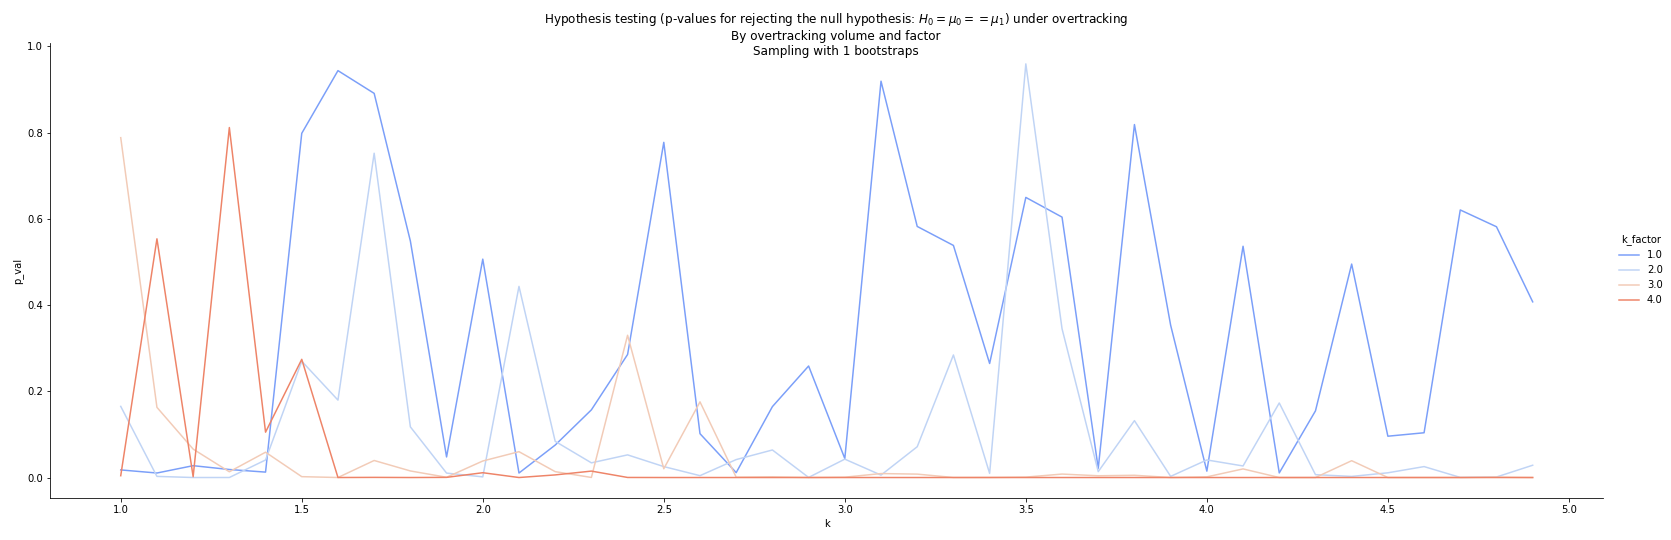 Hypothesis testing (p-values for rejecting the null hypothesis: H₀ = μ₀ = = μ₁) under overtracking
By overtracking volume and factor
Sampling with 1 bootstraps
1.0
0.8
0.6
0.4
0.2
0.0
p_val
1.0 1.5 2.0 2.5 3.0 3.5 4.0 4.5 5.0
k
k_factor
1.0
2.0
3.0
4.0